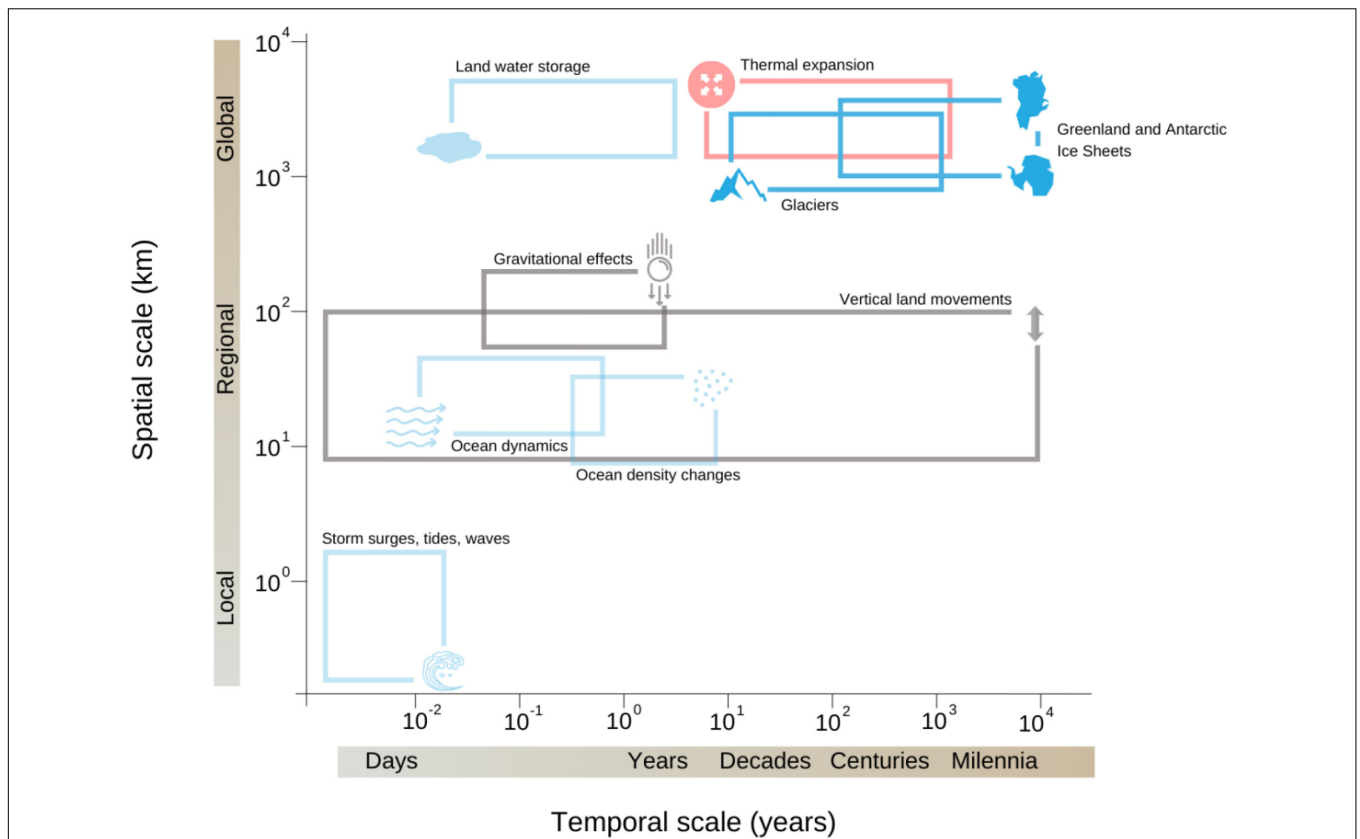 10^4
Land water storage
Thermal expansion
Greenland and Antarctic
Ice Sheets
Global
10^3
Glaciers
Gravitational effects
Vertical land movements
10^2
Spatial scale (km)
Regional
10^1
Ocean dynamics
Ocean density changes
Storm surges, tides, waves
10^0
Local
10^-2
10^-1
10^0
10^1
10^2
10^3
10^4
Days
Years
Decades
Centuries
Milennia
Temporal scale (years)